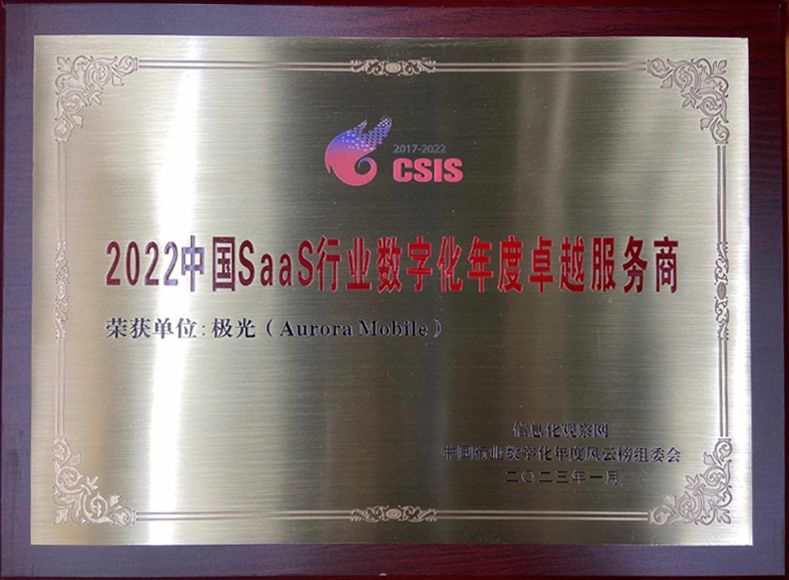 2017-2022
CSIS
2022中国SaaS行业数字化年度卓越服务商
荣获单位:极光（Aurora Mobile）
信息化观察网
中国行业数字化年度风云榜组委会
二〇二三年一月